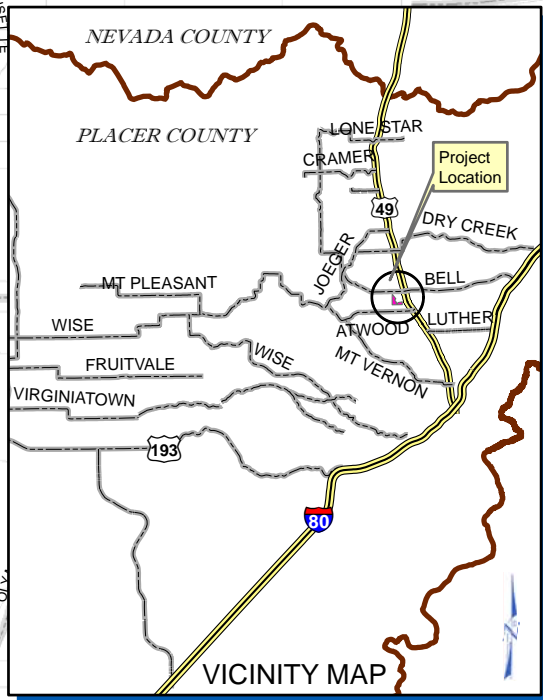 NEVADA COUNTY
PLACER COUNTY
LONE STAR
CRAMER
Project
Location
49
DRY CREEK
JOEGER
BELL
MT PLEASANT
ATWOOD
LUTHER
WISE
WISE
MT VERNON
FRUITVALE
VIRGINIATOWN
193
80
VICINITY MAP